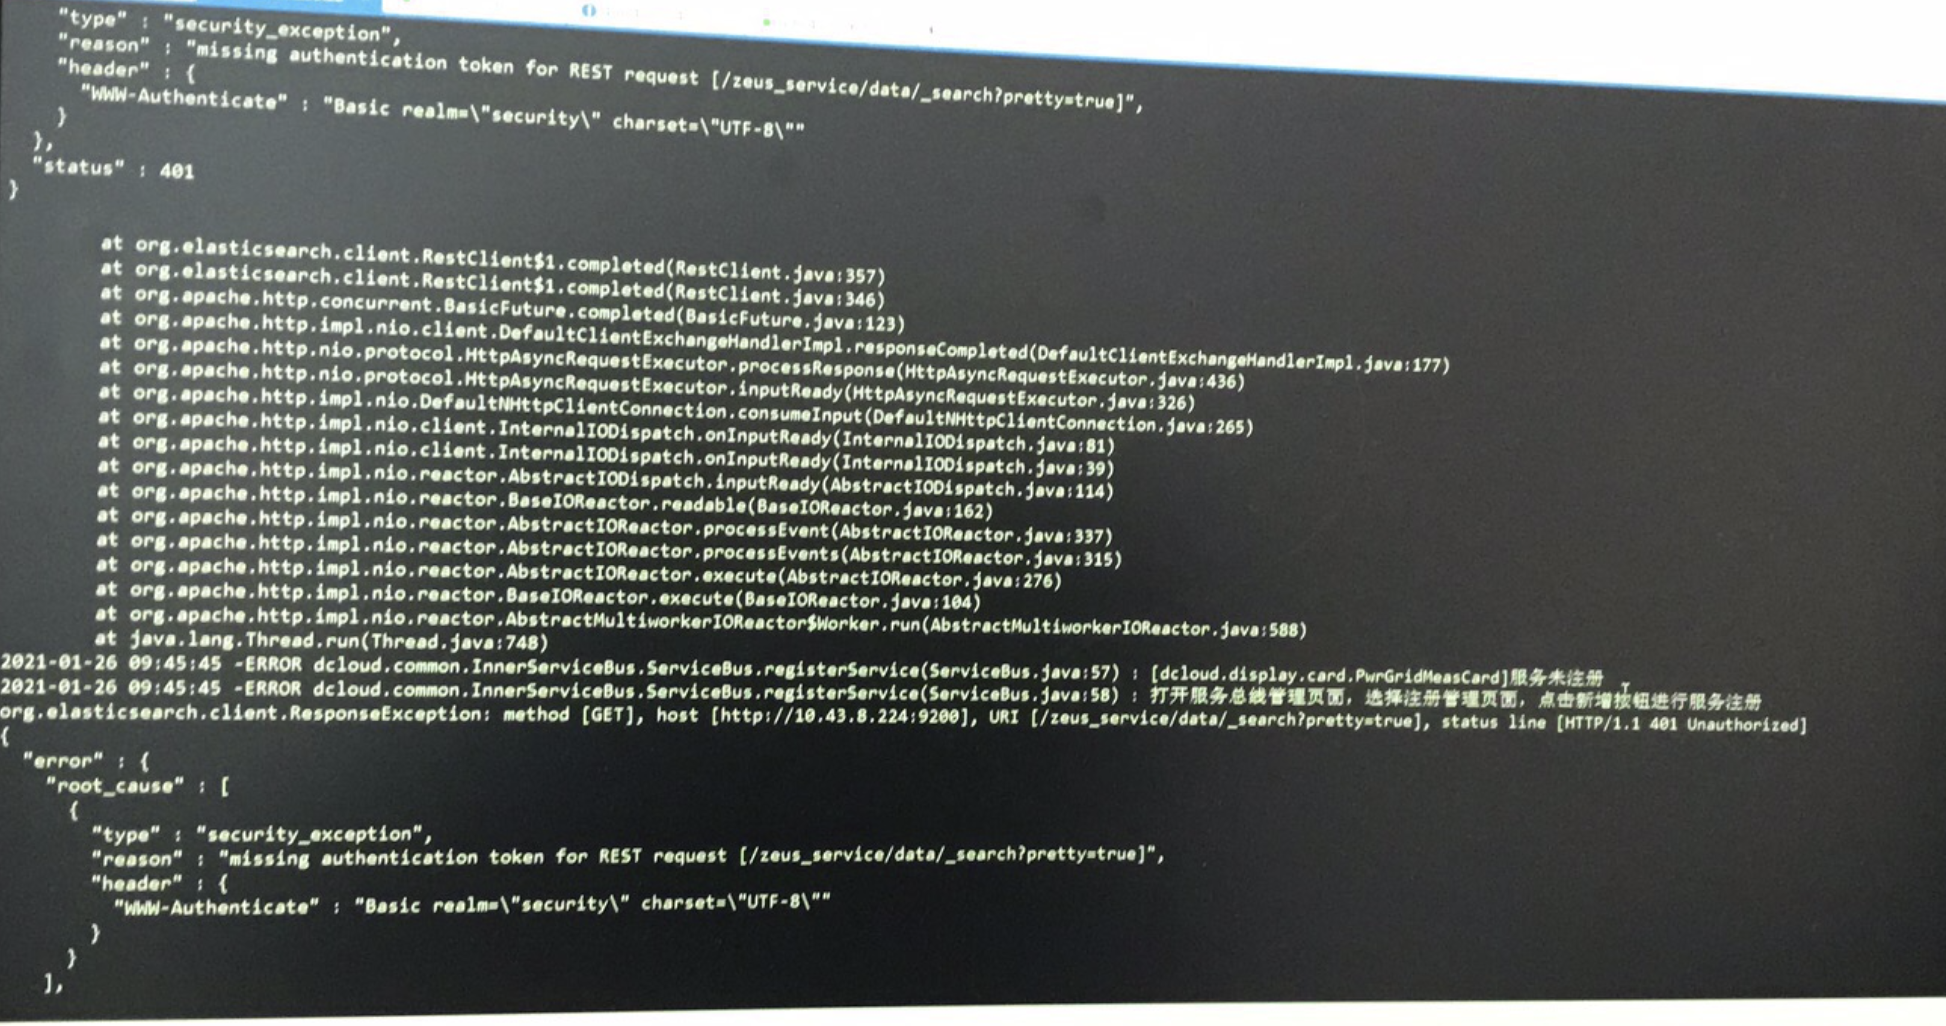 "type" : "security_exception",
"reason" : "missing authentication token for REST request [/zeus_service/data/_search?pretty=true]",
"header" : {
"WWW-Authenticate" : "Basic realm=\"security\" charset=\"UTF-8\""
}
},
"status" : 401
}
at org.elasticsearch.client.RestClient$1.completed(RestClient.java:357)
at org.elasticsearch.client.RestClient$1.completed(RestClient.java:346)
at org.apache.http.concurrent.BasicFuture.completed(BasicFuture.java:123)
at org.apache.http.impl.nio.client.DefaultClientExchangeHandlerImpl.responseCompleted(DefaultClientExchangeHandlerImpl.java:177)
at org.apache.http.nio.protocol.HttpAsyncRequestExecutor.processResponse(HttpAsyncRequestExecutor.java:436)
at org.apache.http.nio.protocol.HttpAsyncRequestExecutor.inputReady(HttpAsyncRequestExecutor.java:326)
at org.apache.http.impl.nio.DefaultNHttpClientConnection.consumeInput(DefaultNHttpClientConnection.java:265)
at org.apache.http.impl.nio.client.InternalIODispatch.onInputReady(InternalIODispatch.java:81)
at org.apache.http.impl.nio.client.InternalIODispatch.onInputReady(InternalIODispatch.java:39)
at org.apache.http.impl.nio.reactor.AbstractIODispatch.inputReady(AbstractIODispatch.java:114)
at org.apache.http.impl.nio.reactor.BaseIOReactor.readable(BaseIOReactor.java:162)
at org.apache.http.impl.nio.reactor.AbstractIOReactor.processEvent(AbstractIOReactor.java:337)
at org.apache.http.impl.nio.reactor.AbstractIOReactor.processEvents(AbstractIOReactor.java:315)
at org.apache.http.impl.nio.reactor.AbstractIOReactor.execute(AbstractIOReactor.java:276)
at org.apache.http.impl.nio.reactor.BaseIOReactor.execute(BaseIOReactor.java:104)
at org.apache.http.impl.nio.reactor.AbstractMultiworkerIOReactor$Worker.run(AbstractMultiworkerIOReactor.java:588)
at java.lang.Thread.run(Thread.java:748)
2021-01-26 09:45:45 -ERROR dcloud.common.InnerServiceBus.ServiceBus.registerService(ServiceBus.java:57) : [dcloud.display.card.PwrGridMeasCard]服务未注册
2021-01-26 09:45:45 -ERROR dcloud.common.InnerServiceBus.ServiceBus.registerService(ServiceBus.java:58) : 打开服务总线管理页面，选择注册管理页面，点击新增按钮进行服务注册
org.elasticsearch.client.ResponseException: method [GET], host [http://10.43.8.224:9200], URI [/zeus_service/data/_search?pretty=true], status line [HTTP/1.1 401 Unauthorized]
{
"error" : {
"root_cause" : [
{
"type" : "security_exception",
"reason" : "missing authentication token for REST request [/zeus_service/data/_search?pretty=true]",
"header" : {
"WWW-Authenticate" : "Basic realm=\"security\" charset=\"UTF-8\""
}
}
],